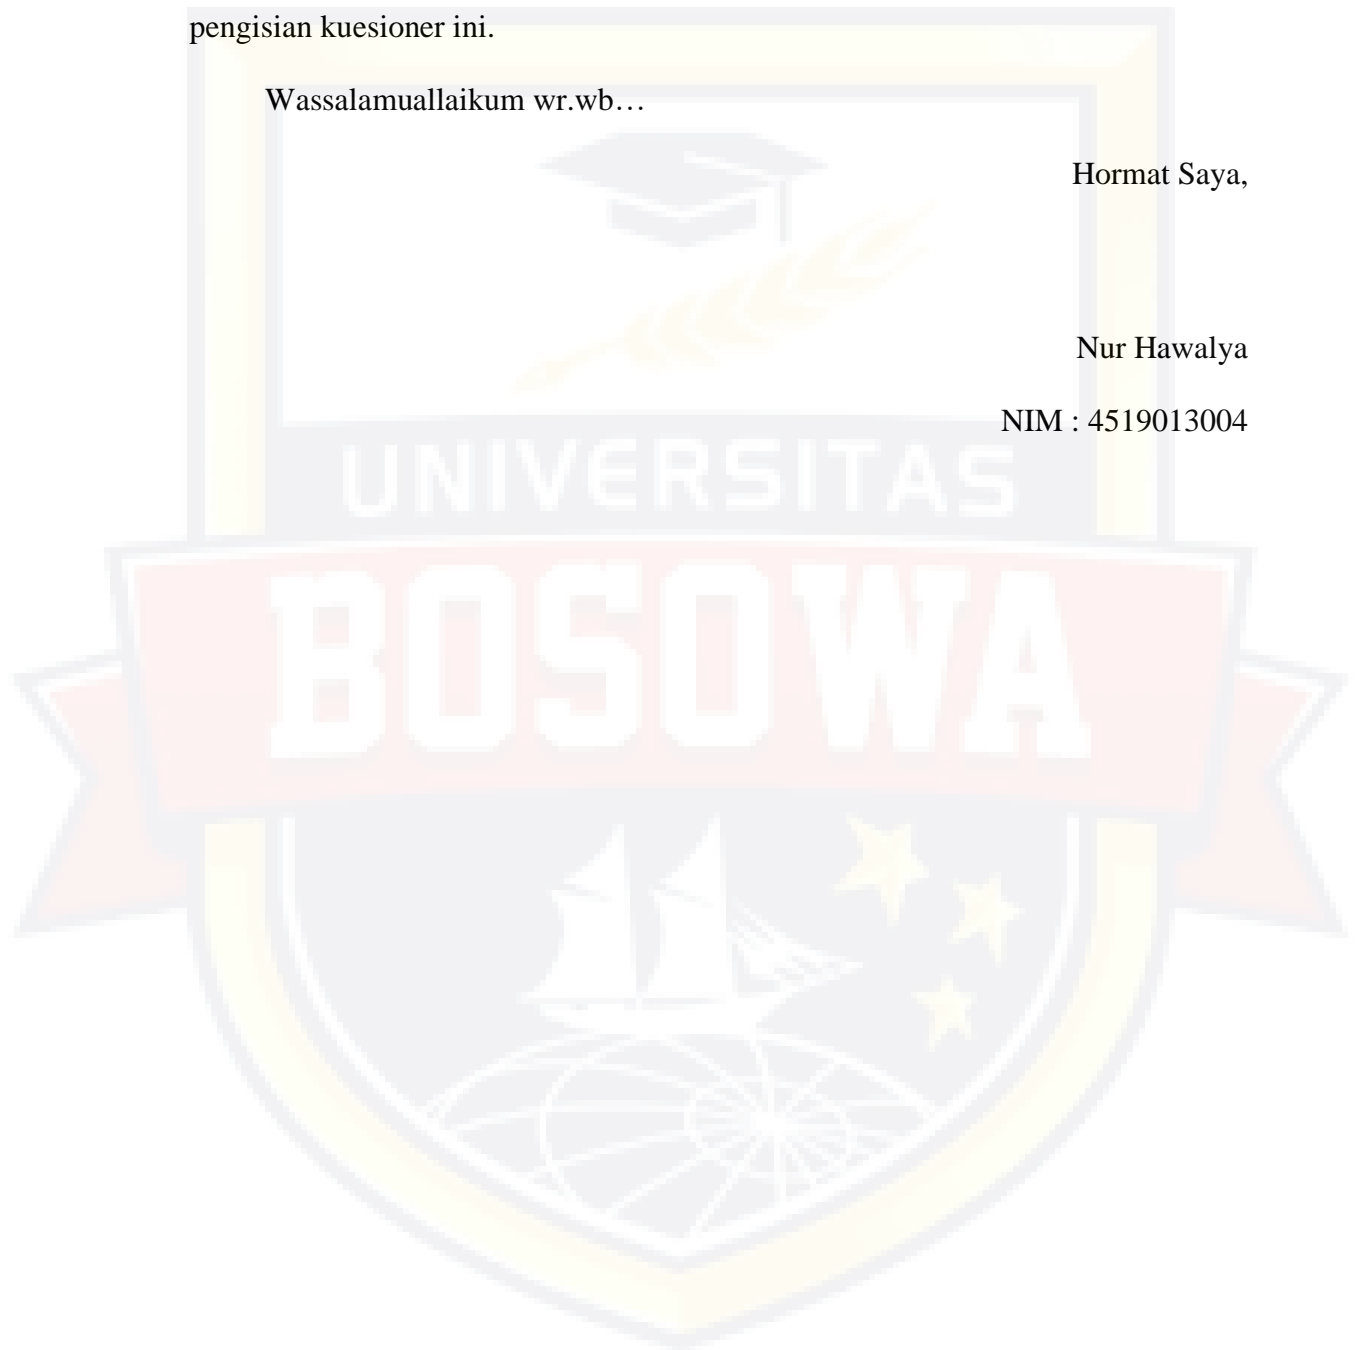 pengisian kuesioner ini.
Wassalamuallaikum wr.wb…
Hormat Saya,
Nur Hawalya
NIM : 4519013004
UNIVERSITAS
BOSOWA